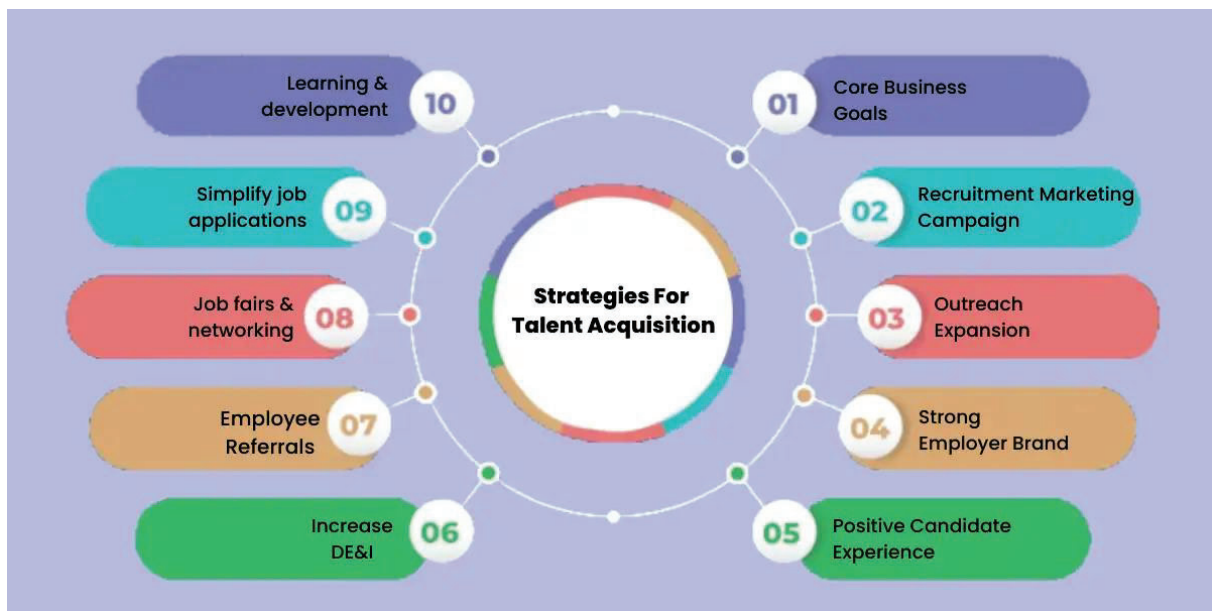 Strategies For
Talent Acquisition
01
Core Business
Goals
02
Recruitment Marketing
Campaign
03
Outreach
Expansion
04
Strong
Employer Brand
05
Positive Candidate
Experience
06
Increase
DE&I
07
Employee
Referrals
08
Job fairs &
networking
09
Simplify job
applications
10
Learning &
development